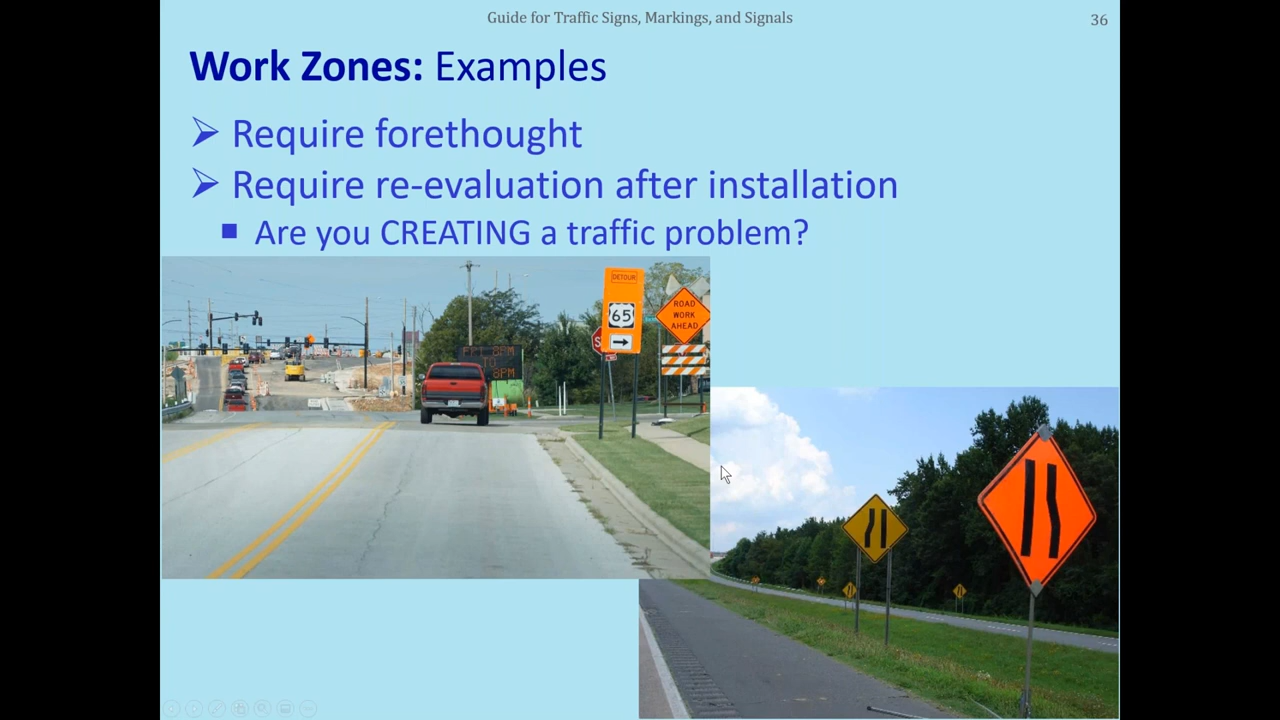 Guide for Traffic Signs, Markings, and Signals
36
Work Zones: Examples
Require forethought
Require re-evaluation after installation
Are you CREATING a traffic problem?
DETOUR
65
ROAD
WORK
AHEAD
8PM